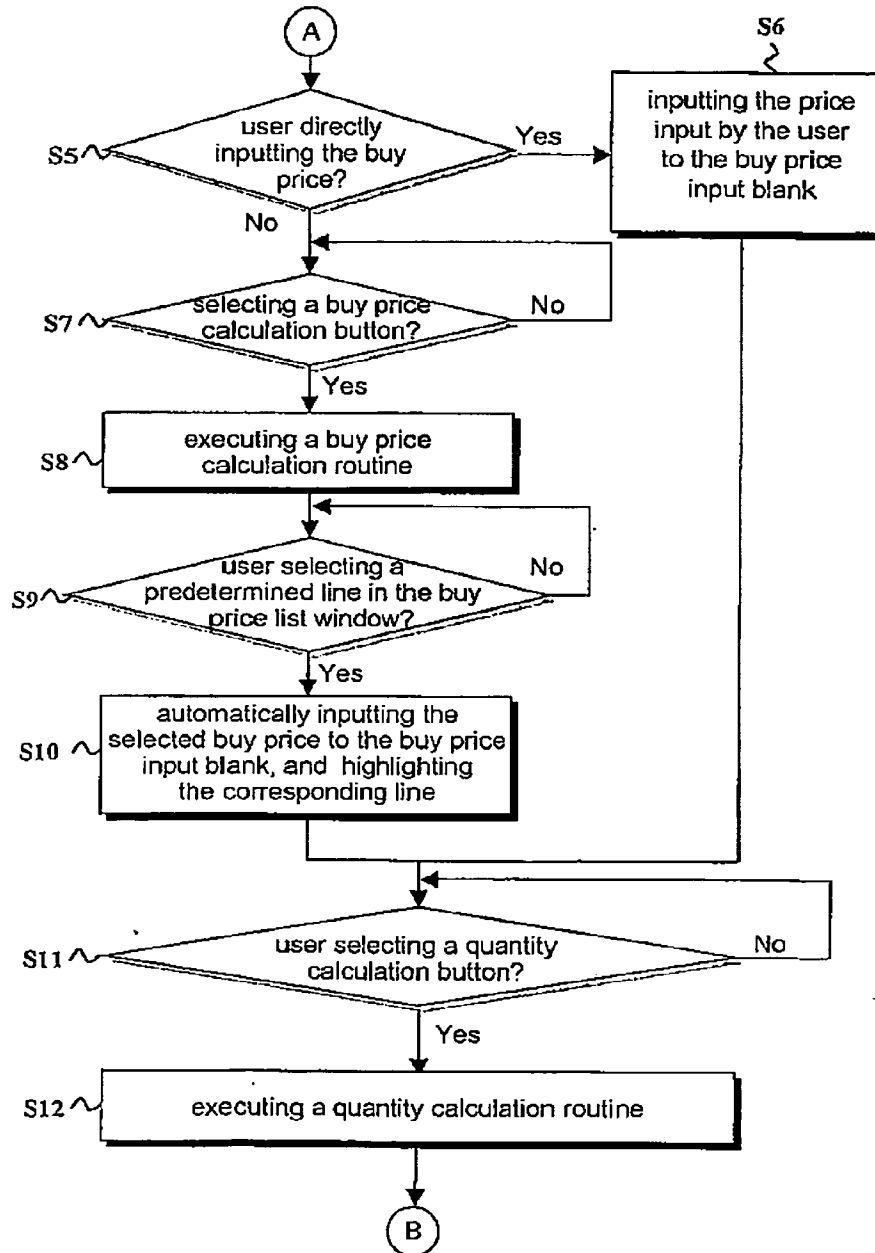 A
S6
S5
user directly
inputting the buy
price?
Yes
No
inputting the price
input by the user
to the buy price
input blank
S7
selecting a buy price
calculation button?
No
Yes
S8
executing a buy price
calculation routine
S9
user selecting a
predetermined line in the buy
price list window?
No
Yes
S10
automatically inputting the
selected buy price to the buy price
input blank, and highlighting
the corresponding line
S11
user selecting a quantity
calculation button?
No
Yes
S12
executing a quantity calculation routine
B